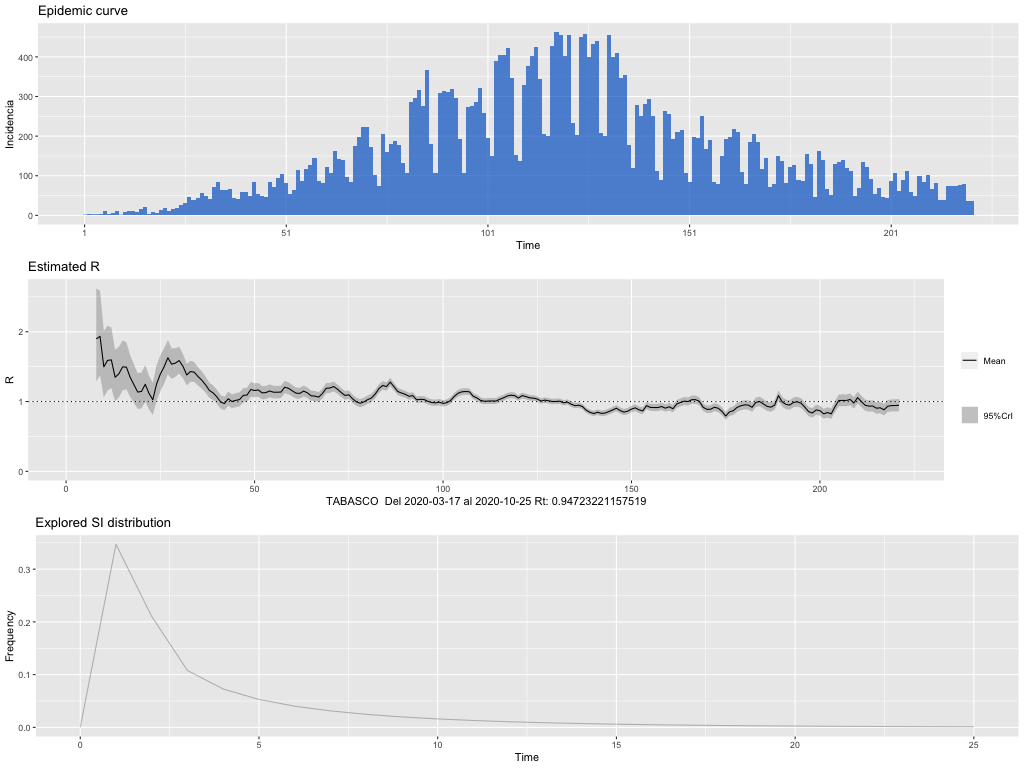 Epidemic curve
Incidencia
400
300
200
100
0
1 51 101 151 201
Time
Estimated R
R
2
1
0
0 50 100 150 200
TABASCO Del 2020-03-17 al 2020-10-25 Rt: 0.94723221157519
Mean
95%CrI
Explored SI distribution
Frequency
0.3
0.2
0.1
0.0
0 5 10 15 20 25
Time